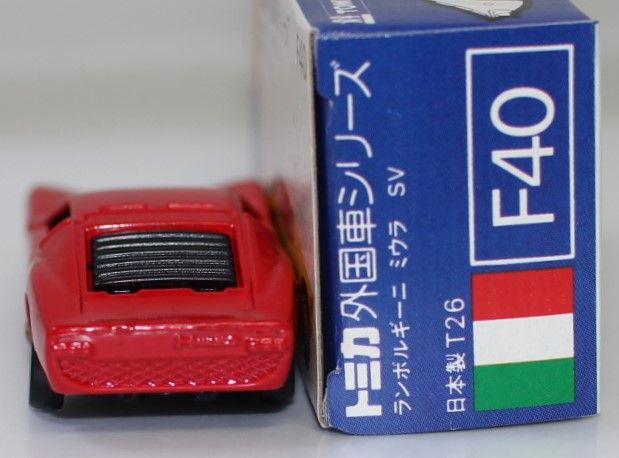 F40
トミカ外国車シリーズ
ランボルギーニ ミウラ SV
日本製 T26
F40